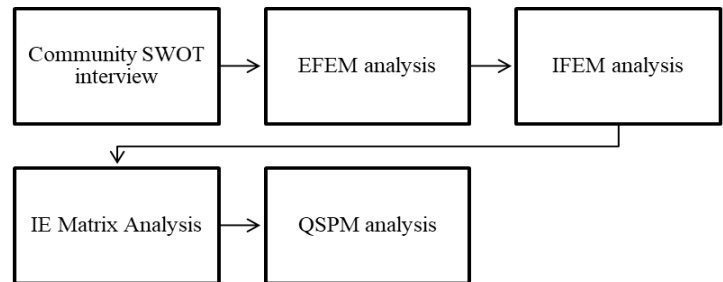 Community SWOT
interview
EFEM analysis
IFEM analysis
IE Matrix Analysis
QSPM analysis